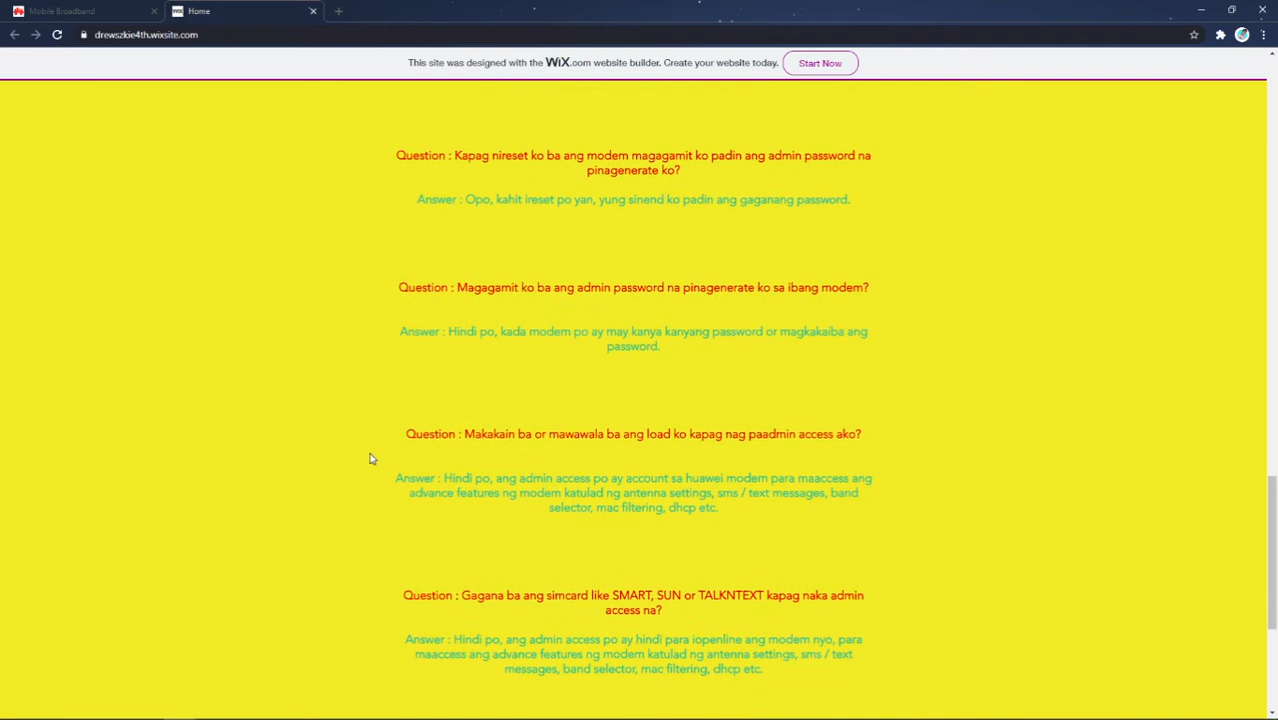 Mobile Broadband
WiX
Home
drewszkie4th.wixsite.com
This site was designed with the WiX.com website builder. Create your website today.
Start Now
Question : Kapag nireset ko ba ang modem magagamit ko padin ang admin password na
pinagenerate ko?
Answer : Opo, kahit ireset po yan, yung sinend ko padin ang gaganang password.
Question : Magagamit ko ba ang admin password na pinagenerate ko sa ibang modem?
Answer : Hindi po, kada modem po ay may kanya kanyang password or magkakaiba ang
password.
Question : Makakain ba or mawawala ba ang load ko kapag nag paadmin access ako?
Answer : Hindi po, ang admin access po ay account sa huawei modem para maaccess ang
advance features ng modem katulad ng antenna settings, sms / text messages, band
selector, mac filtering, dhcp etc.
Question : Gagana ba ang simcard like SMART, SUN or TALKNTEXT kapag naka admin
access na?
Answer : Hindi po, ang admin access po ay hindi para iopenline ang modem nyo, para
maaccess ang advance features ng modem katulad ng antenna settings, sms / text
messages, band selector, mac filtering, dhcp etc.